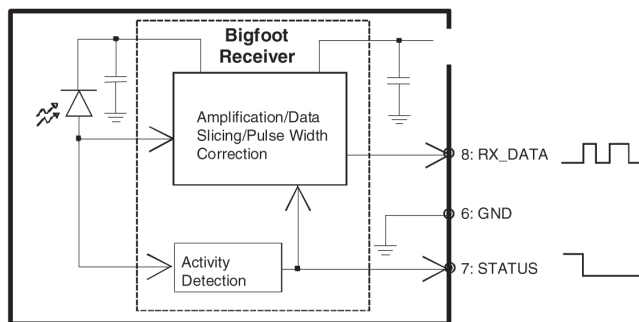 Bigfoot
Receiver
Amplification/Data
Slicing/Pulse Width
Correction
8: RX_DATA
6: GND
7: STATUS
Activity
Detection